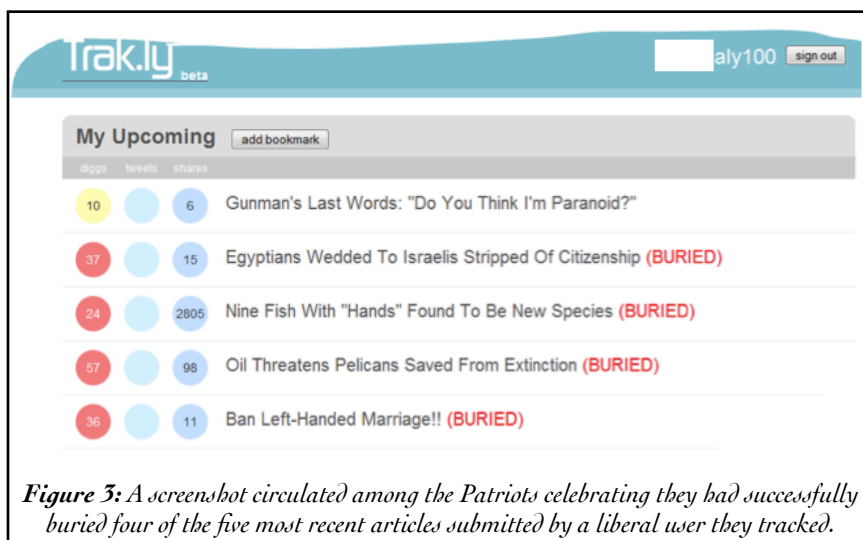 Trak.ly beta
aly100 sign out
My Upcoming add bookmark
diggs tweets shares
10 6 Gunman's Last Words: "Do You Think I'm Paranoid?"
37 15 Egyptians Wedded To Israelis Stripped Of Citizenship (BURIED)
24 2805 Nine Fish With "Hands" Found To Be New Species (BURIED)
57 98 Oil Threatens Pelicans Saved From Extinction (BURIED)
36 11 Ban Left-Handed Marriage!! (BURIED)
Figure 3: A screenshot circulated among the Patriots celebrating they had successfully
buried four of the five most recent articles submitted by a liberal user they tracked.